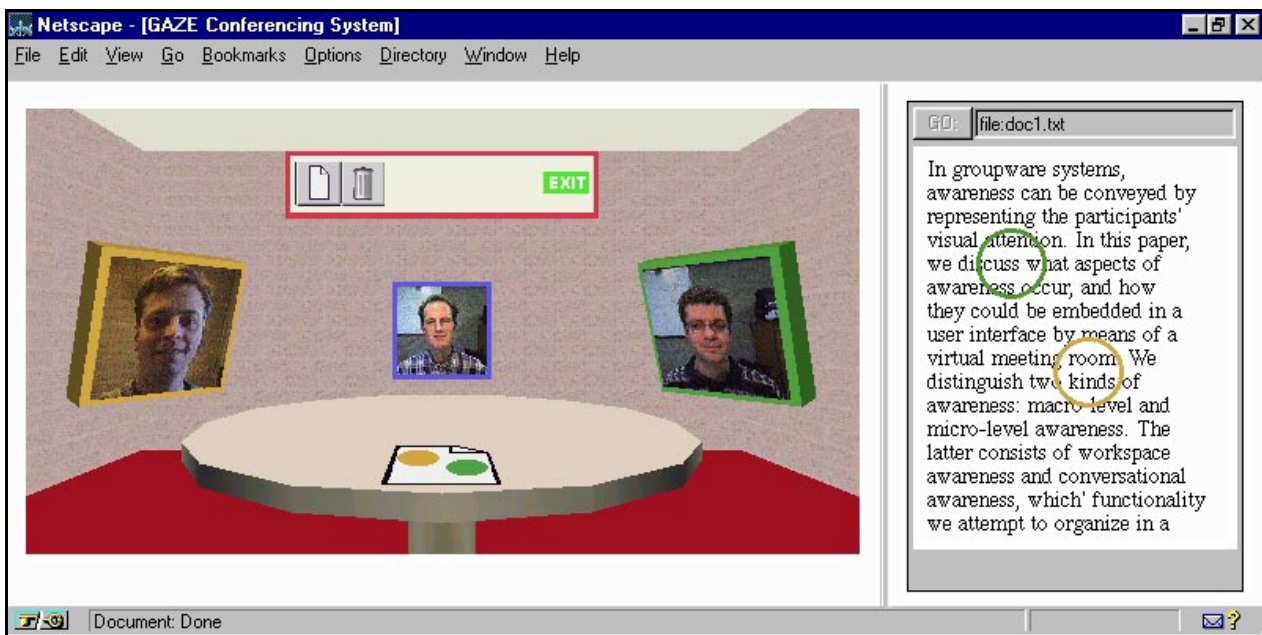 Netscape - [GAZE Conferencing System]
File Edit View Go Bookmarks Options Directory Window Help
EXIT
GO: file:doc1.txt
In groupware systems,
awareness can be conveyed by
representing the participants'
visual attention. In this paper,
we discuss what aspects of
awareness occur, and how
they could be embedded in a
user interface by means of a
virtual meeting room. We
distinguish two kinds of
awareness: macro-level and
micro-level awareness. The
latter consists of workspace
awareness and conversational
awareness, which' functionality
we attempt to organize in a
Document: Done